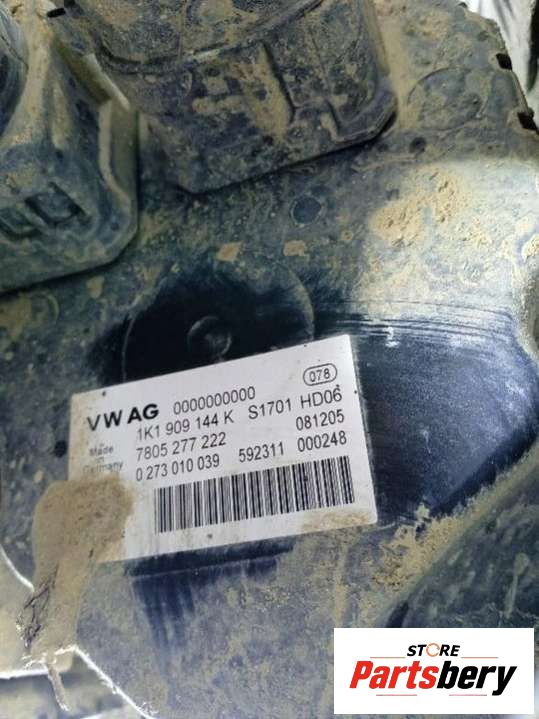 VW AG 0000000000 078
1K1 909 144 K S1701 HD06
Made in Germany 7805 277 222 081205
0 273 010 039 592311 000248
STORE
Partsbery